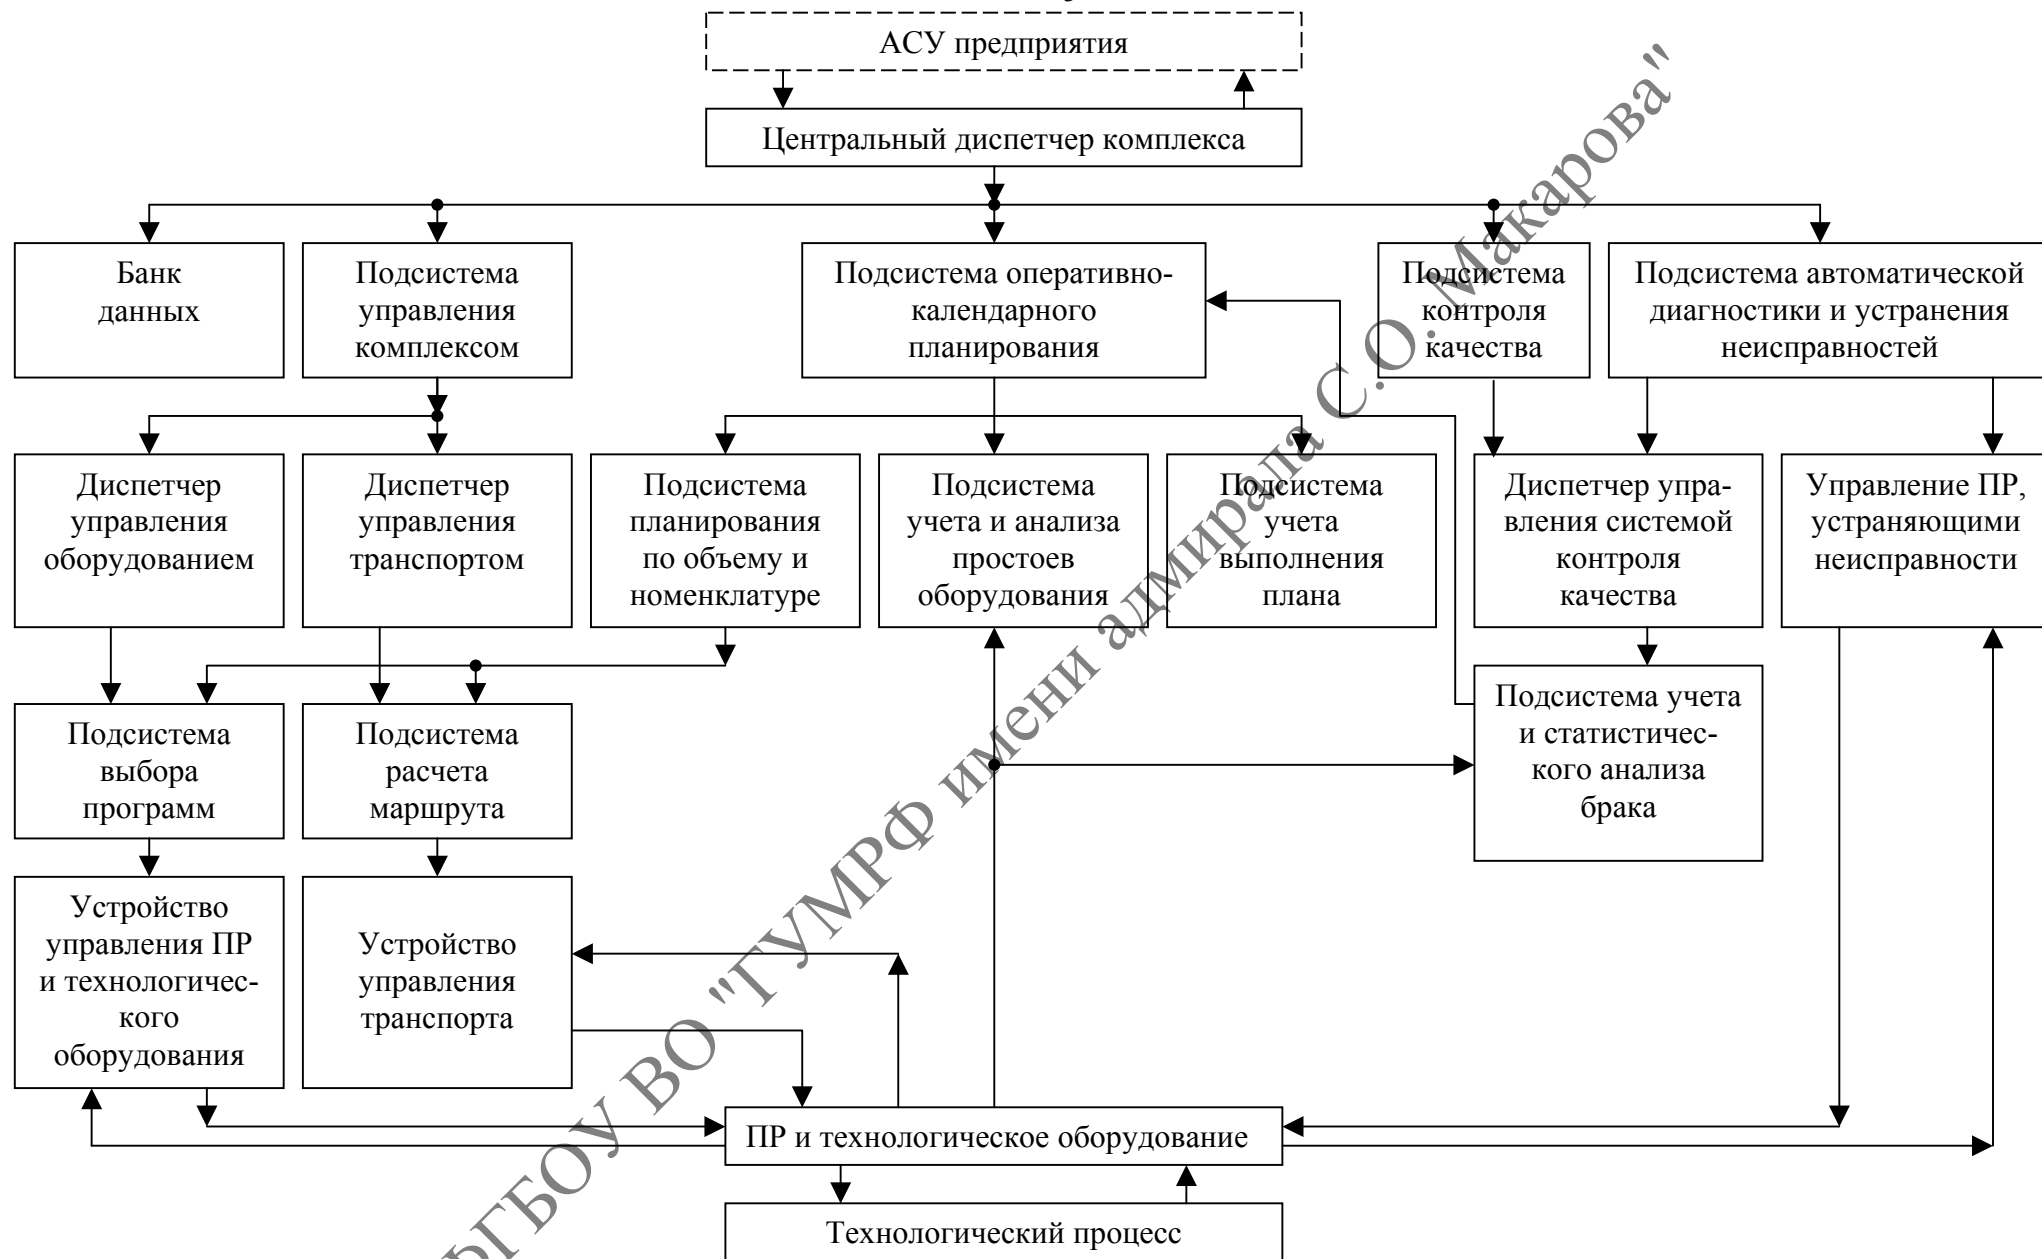 АСУ предприятия
Центральный диспетчер комплекса
Банк
данных
Подсистема
управления
комплексом
Подсистема оперативно-
календарного
планирования
Подсистема
контроля
качества
Подсистема автоматической
диагностики и устранения
неисправностей
Диспетчер
управления
оборудованием
Диспетчер
управления
транспортом
Подсистема
планирования
по объему и
номенклатуре
Подсистема
учета и анализа
простоев
оборудования
Подсистема
учета
выполнения
плана
Диспетчер упра-
вления системой
контроля
качества
Управление ПР,
устраняющими
неисправности
Подсистема
выбора
программ
Подсистема
расчета
маршрута
Подсистема учета
и статистичес-
кого анализа
брака
Устройство
управления ПР
и технологичес-
кого
оборудования
Устройство
управления
транспорта
ПР и технологическое оборудование
Технологический процесс
ФГБОУ ВО "ГУМРФ имени адмирала С.О. Макарова"